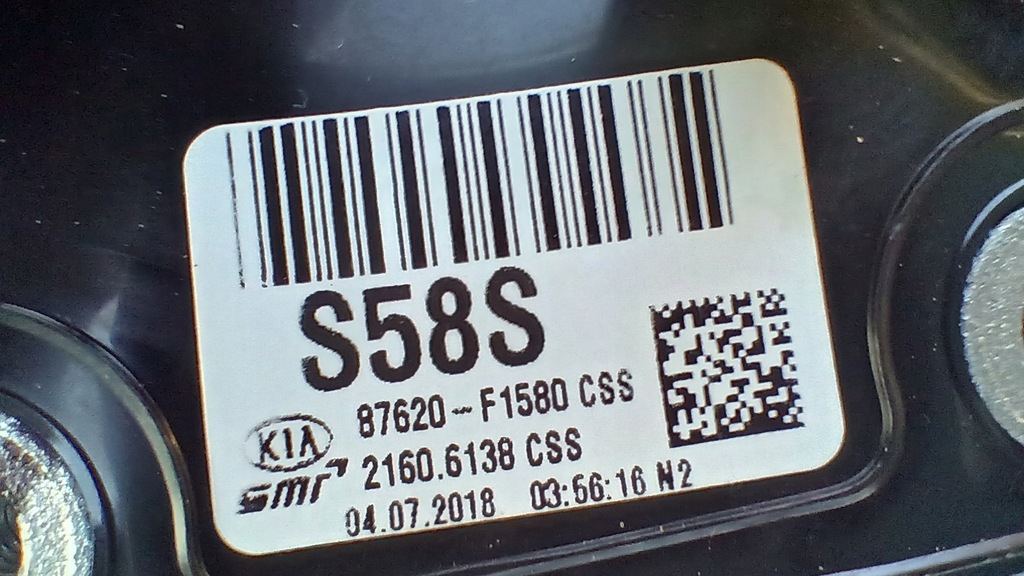 S58S
87620-F1580 CSS
KIA
2160.6138 CSS
smr
04.07.2018 03:56:16 N2